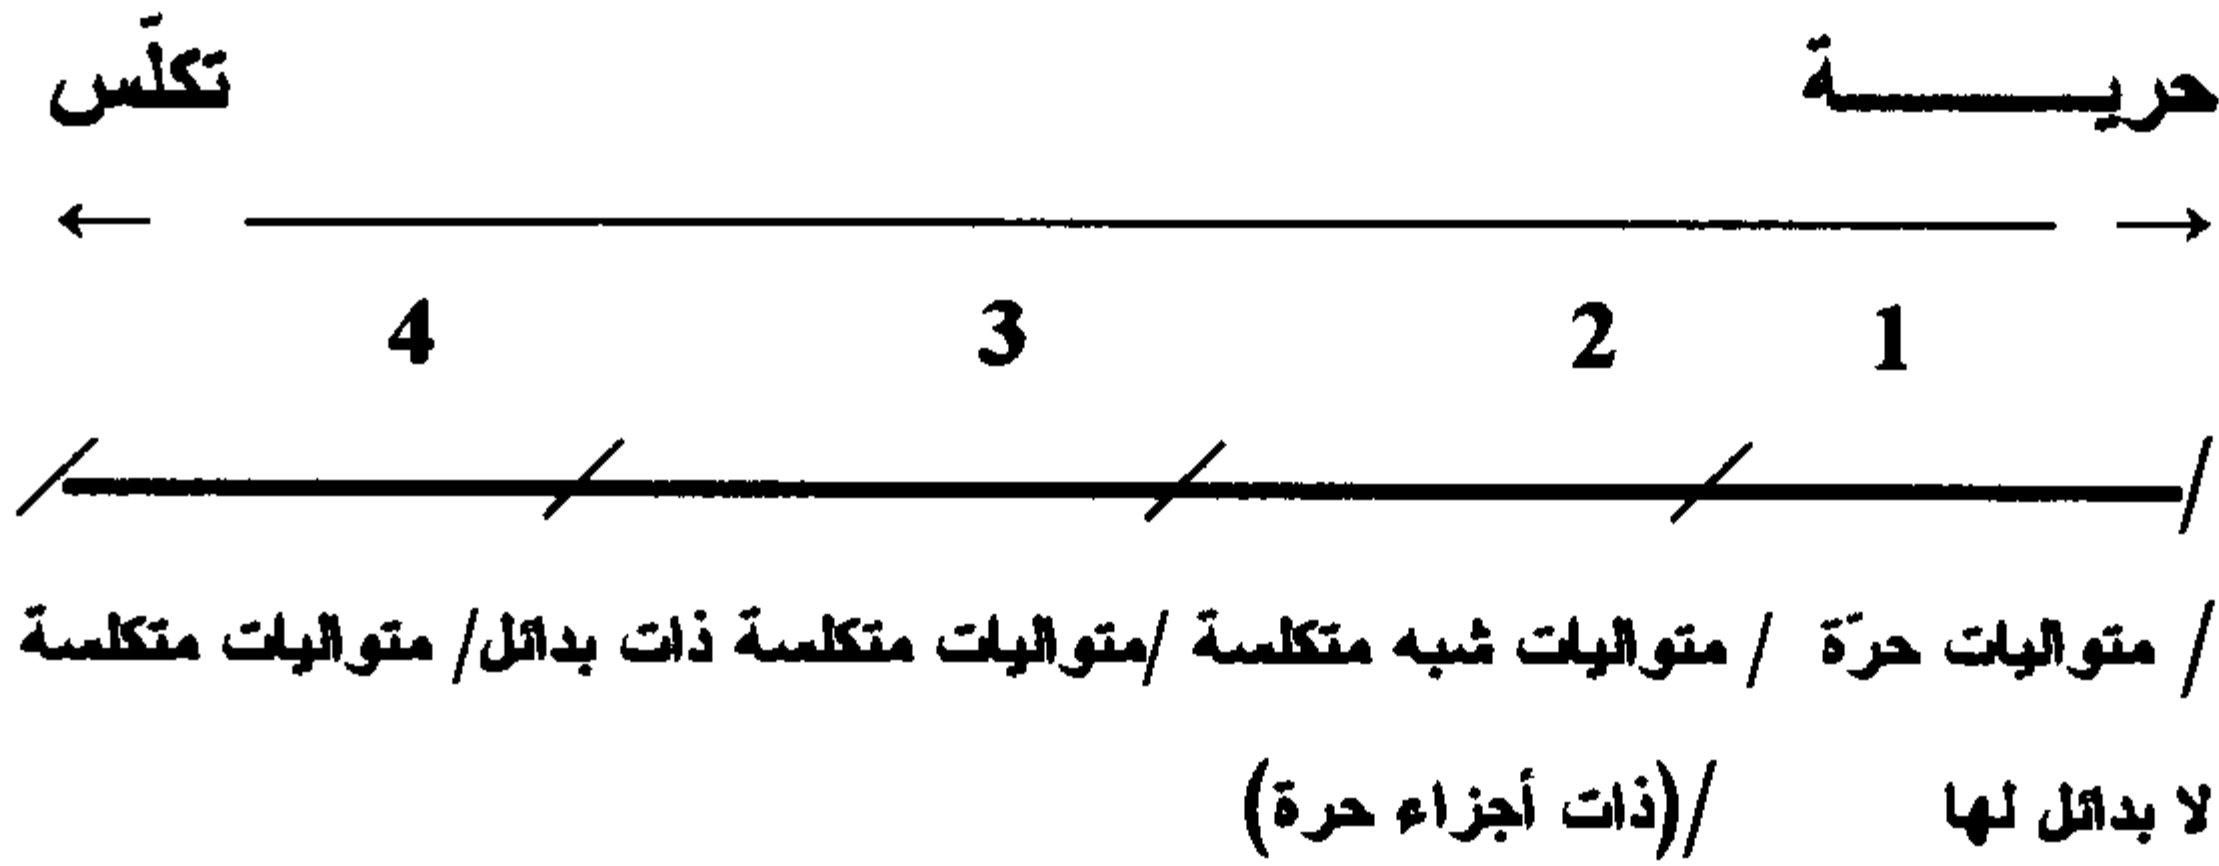 حريـــــــة تكلّس
1 2 3 4
/ متواليات حرّة / متواليات شبه متكلسة /متواليات متكلسة ذات بدائل/ متواليات متكلسة
لا بدائل لها /(ذات أجزاء حرة)